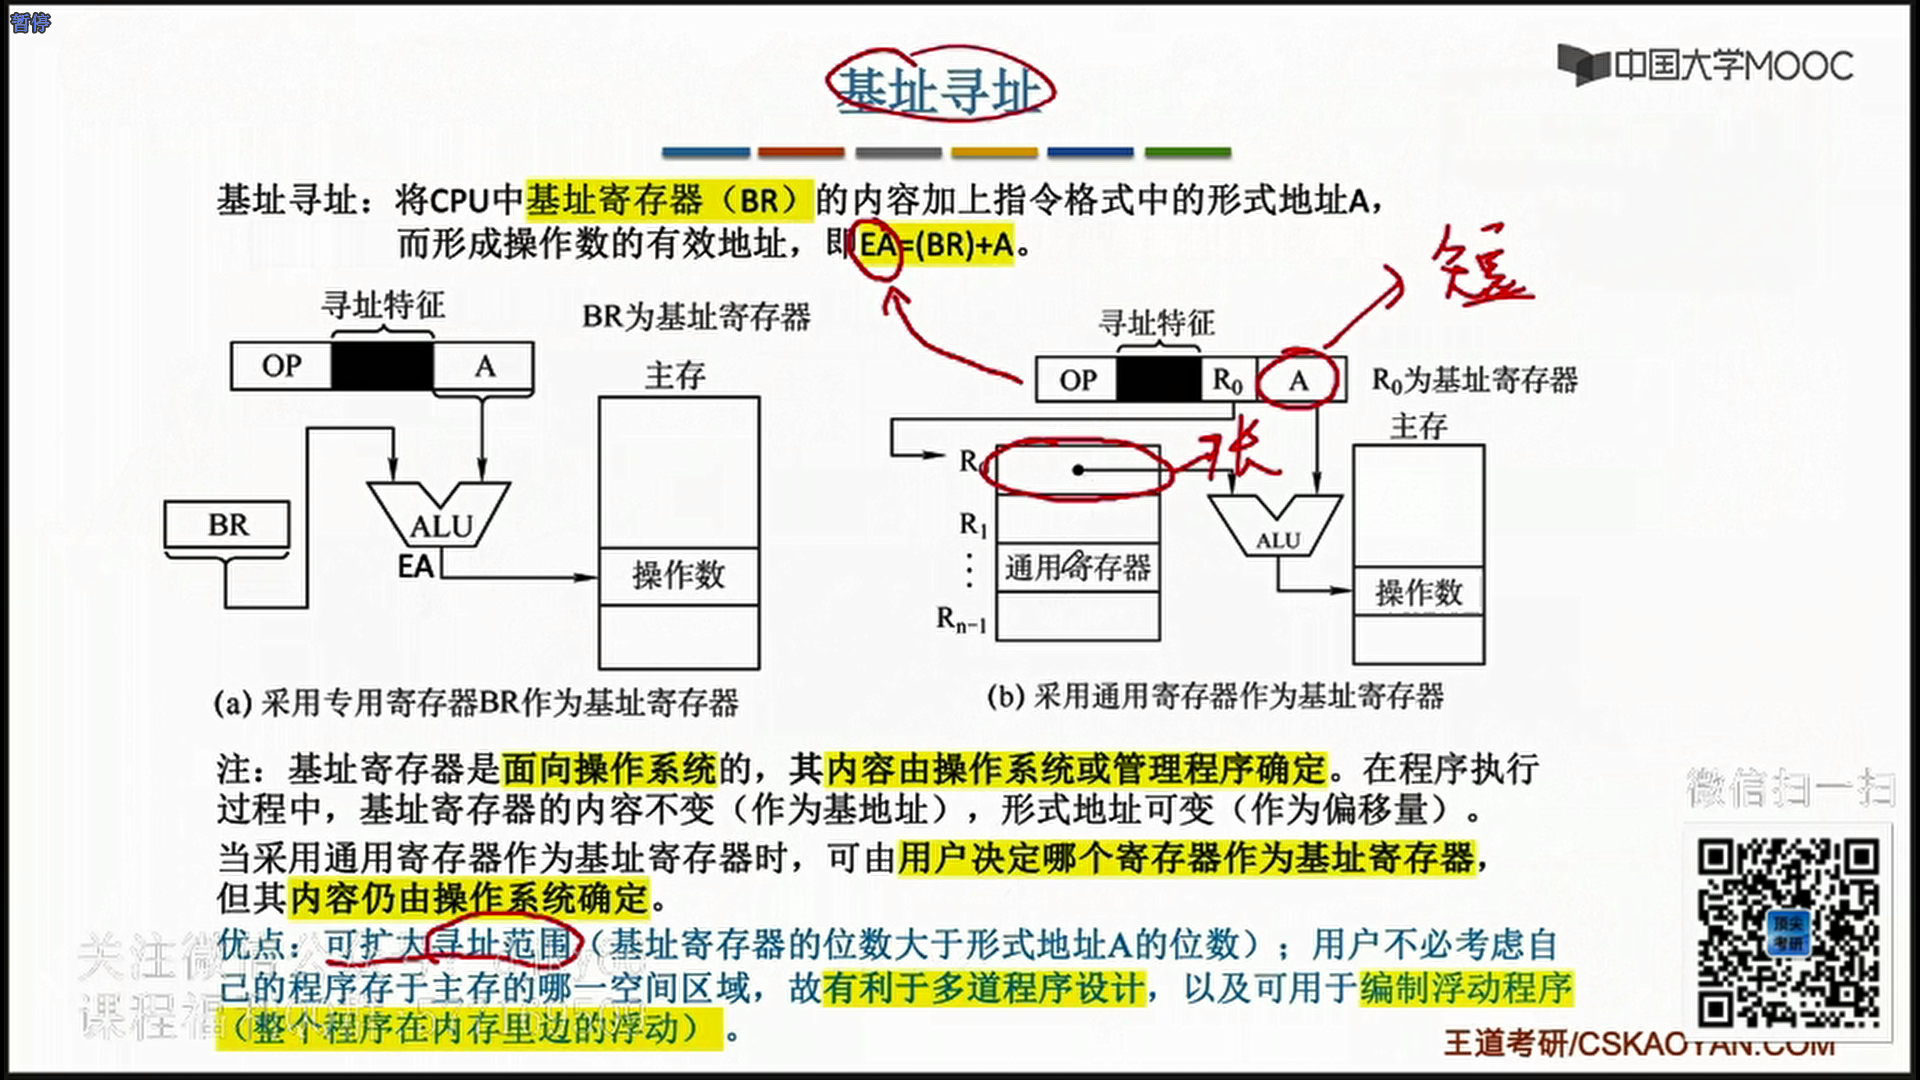 暂停
中国大学MOOC
基址寻址
基址寻址：将CPU中基址寄存器（BR）的内容加上指令格式中的形式地址A，
而形成操作数的有效地址，即EA=(BR)+A。
短
寻址特征
BR为基址寄存器
寻址特征
OP
A
主存
OP
R0
A
R0为基址寄存器
主存
长
R
BR
ALU
EA
操作数
R1
通用寄存器
Rn-1
ALU
操作数
(a) 采用专用寄存器BR作为基址寄存器
(b) 采用通用寄存器作为基址寄存器
注：基址寄存器是面向操作系统的，其内容由操作系统或管理程序确定。在程序执行
过程中，基址寄存器的内容不变（作为基地址），形式地址可变（作为偏移量）。
当采用通用寄存器作为基址寄存器时，可由用户决定哪个寄存器作为基址寄存器，
但其内容仍由操作系统确定。
优点：可扩大寻址范围（基址寄存器的位数大于形式地址A的位数）；用户不必考虑自
己的程序存于主存的哪一空间区域，故有利于多道程序设计，以及可用于编制浮动程序
（整个程序在内存里边的浮动）。
微信扫一扫
顶尖
考研
关注微信公
课程福
王道考研/CSKAOYAN.COM